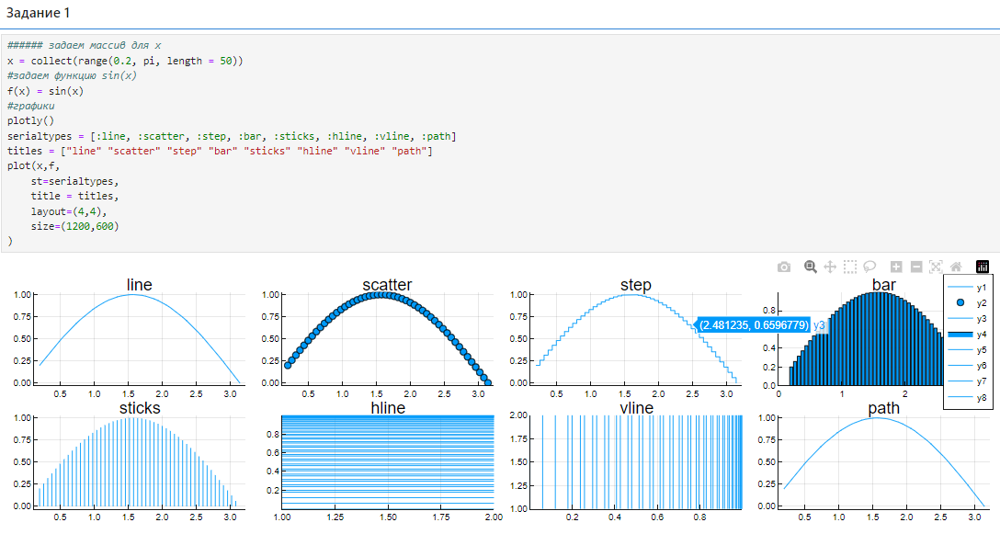 Задание 1
###### задаем массив для x
x = collect(range(0.2, pi, length = 50))
#задаем функцию sin(x)
f(x) = sin(x)
#графики
plotly()
serialtypes = [:line, :scatter, :step, :bar, :sticks, :hline, :vline, :path]
titles = ["line" "scatter" "step" "bar" "sticks" "hline" "vline" "path"]
plot(x,f,
st=serialtypes,
title = titles,
layout=(4,4),
size=(1200,600)
)
line
1.00
0.75
0.50
0.25
0.00
0.5 1.0 1.5 2.0 2.5 3.0
scatter
1.00
0.75
0.50
0.25
0.00
0.5 1.0 1.5 2.0 2.5 3.0
step
1.00
0.75
0.50
0.25
0.00
(2.481235, 0.6596779) y3
0.5 1.0 1.5 2.0 2.5 3.0
bar
0.8
0.4
0.2
0.0
0 1 2
y1
y2
y3
y4
y5
y6
y7
y8
sticks
1.00
0.75
0.50
0.25
0.00
0.5 1.0 1.5 2.0 2.5 3.0
hline
0.8
0.6
0.4
0.2
1.00 1.25 1.50 1.75 2.00
vline
2.00
1.75
1.50
1.25
1.00
0.2 0.4 0.6 0.8
path
1.00
0.75
0.50
0.25
0.00
0.5 1.0 1.5 2.0 2.5 3.0